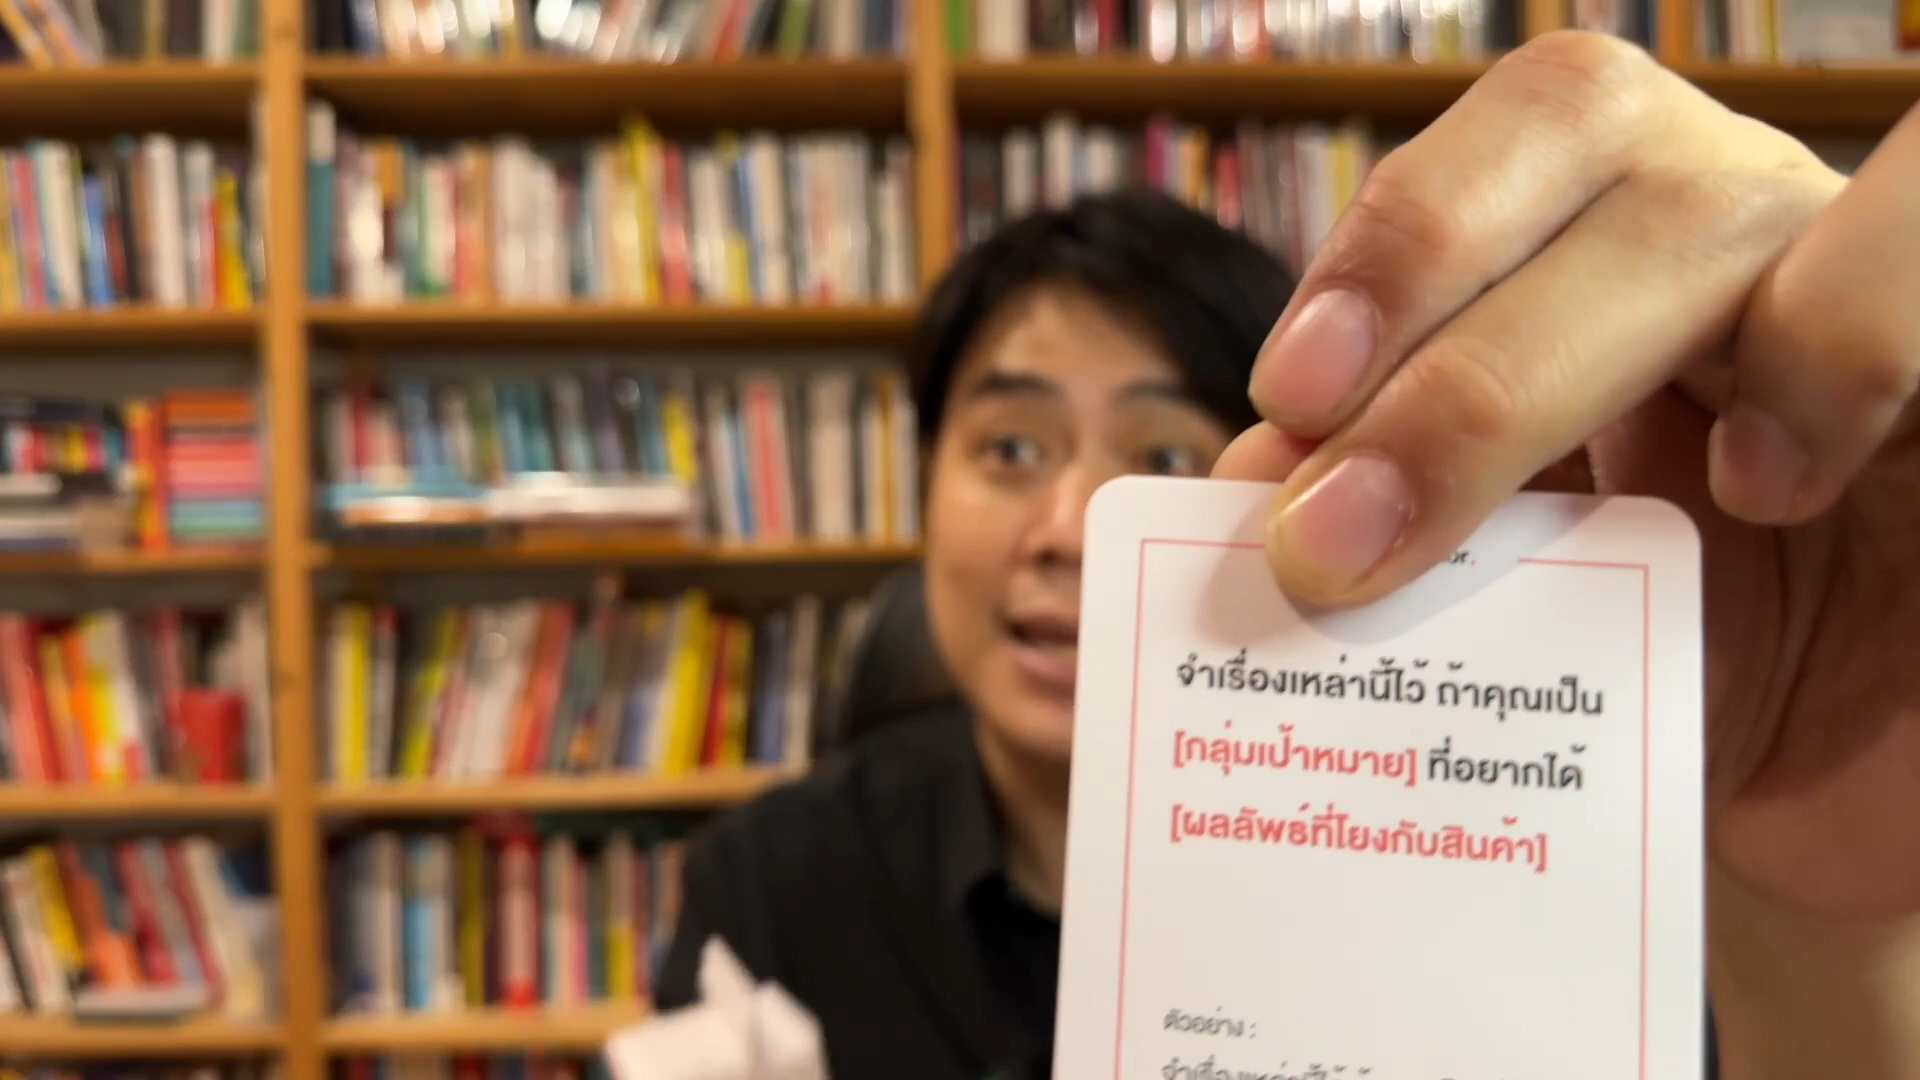 จำเรื่องเหล่านี้ไว้ ถ้าคุณเป็น
[กลุ่มเป้าหมาย] ที่อยากได้
[ผลลัพธ์ที่โยงกับสินค้า]
ตัวอย่าง :